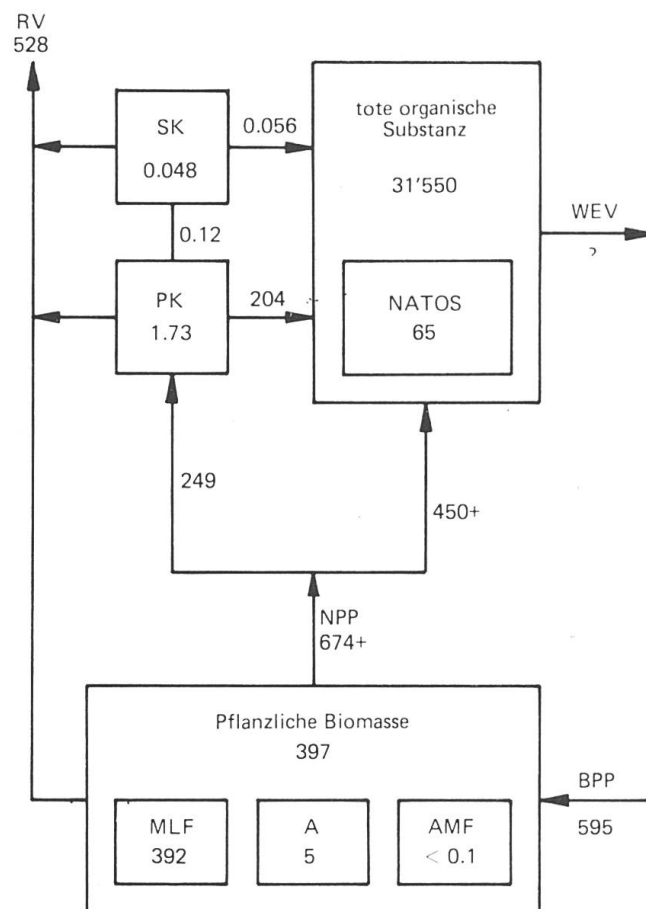 RV
528
SK
0.048
0.056
tote organische
Substanz
31'550
WEV
?
0.12
PK
1.73
204
NATOS
65
249
450+
NPP
674+
Pflanzliche Biomasse
397
BPP
595
MLF
392
A
5
AMF
< 0.1